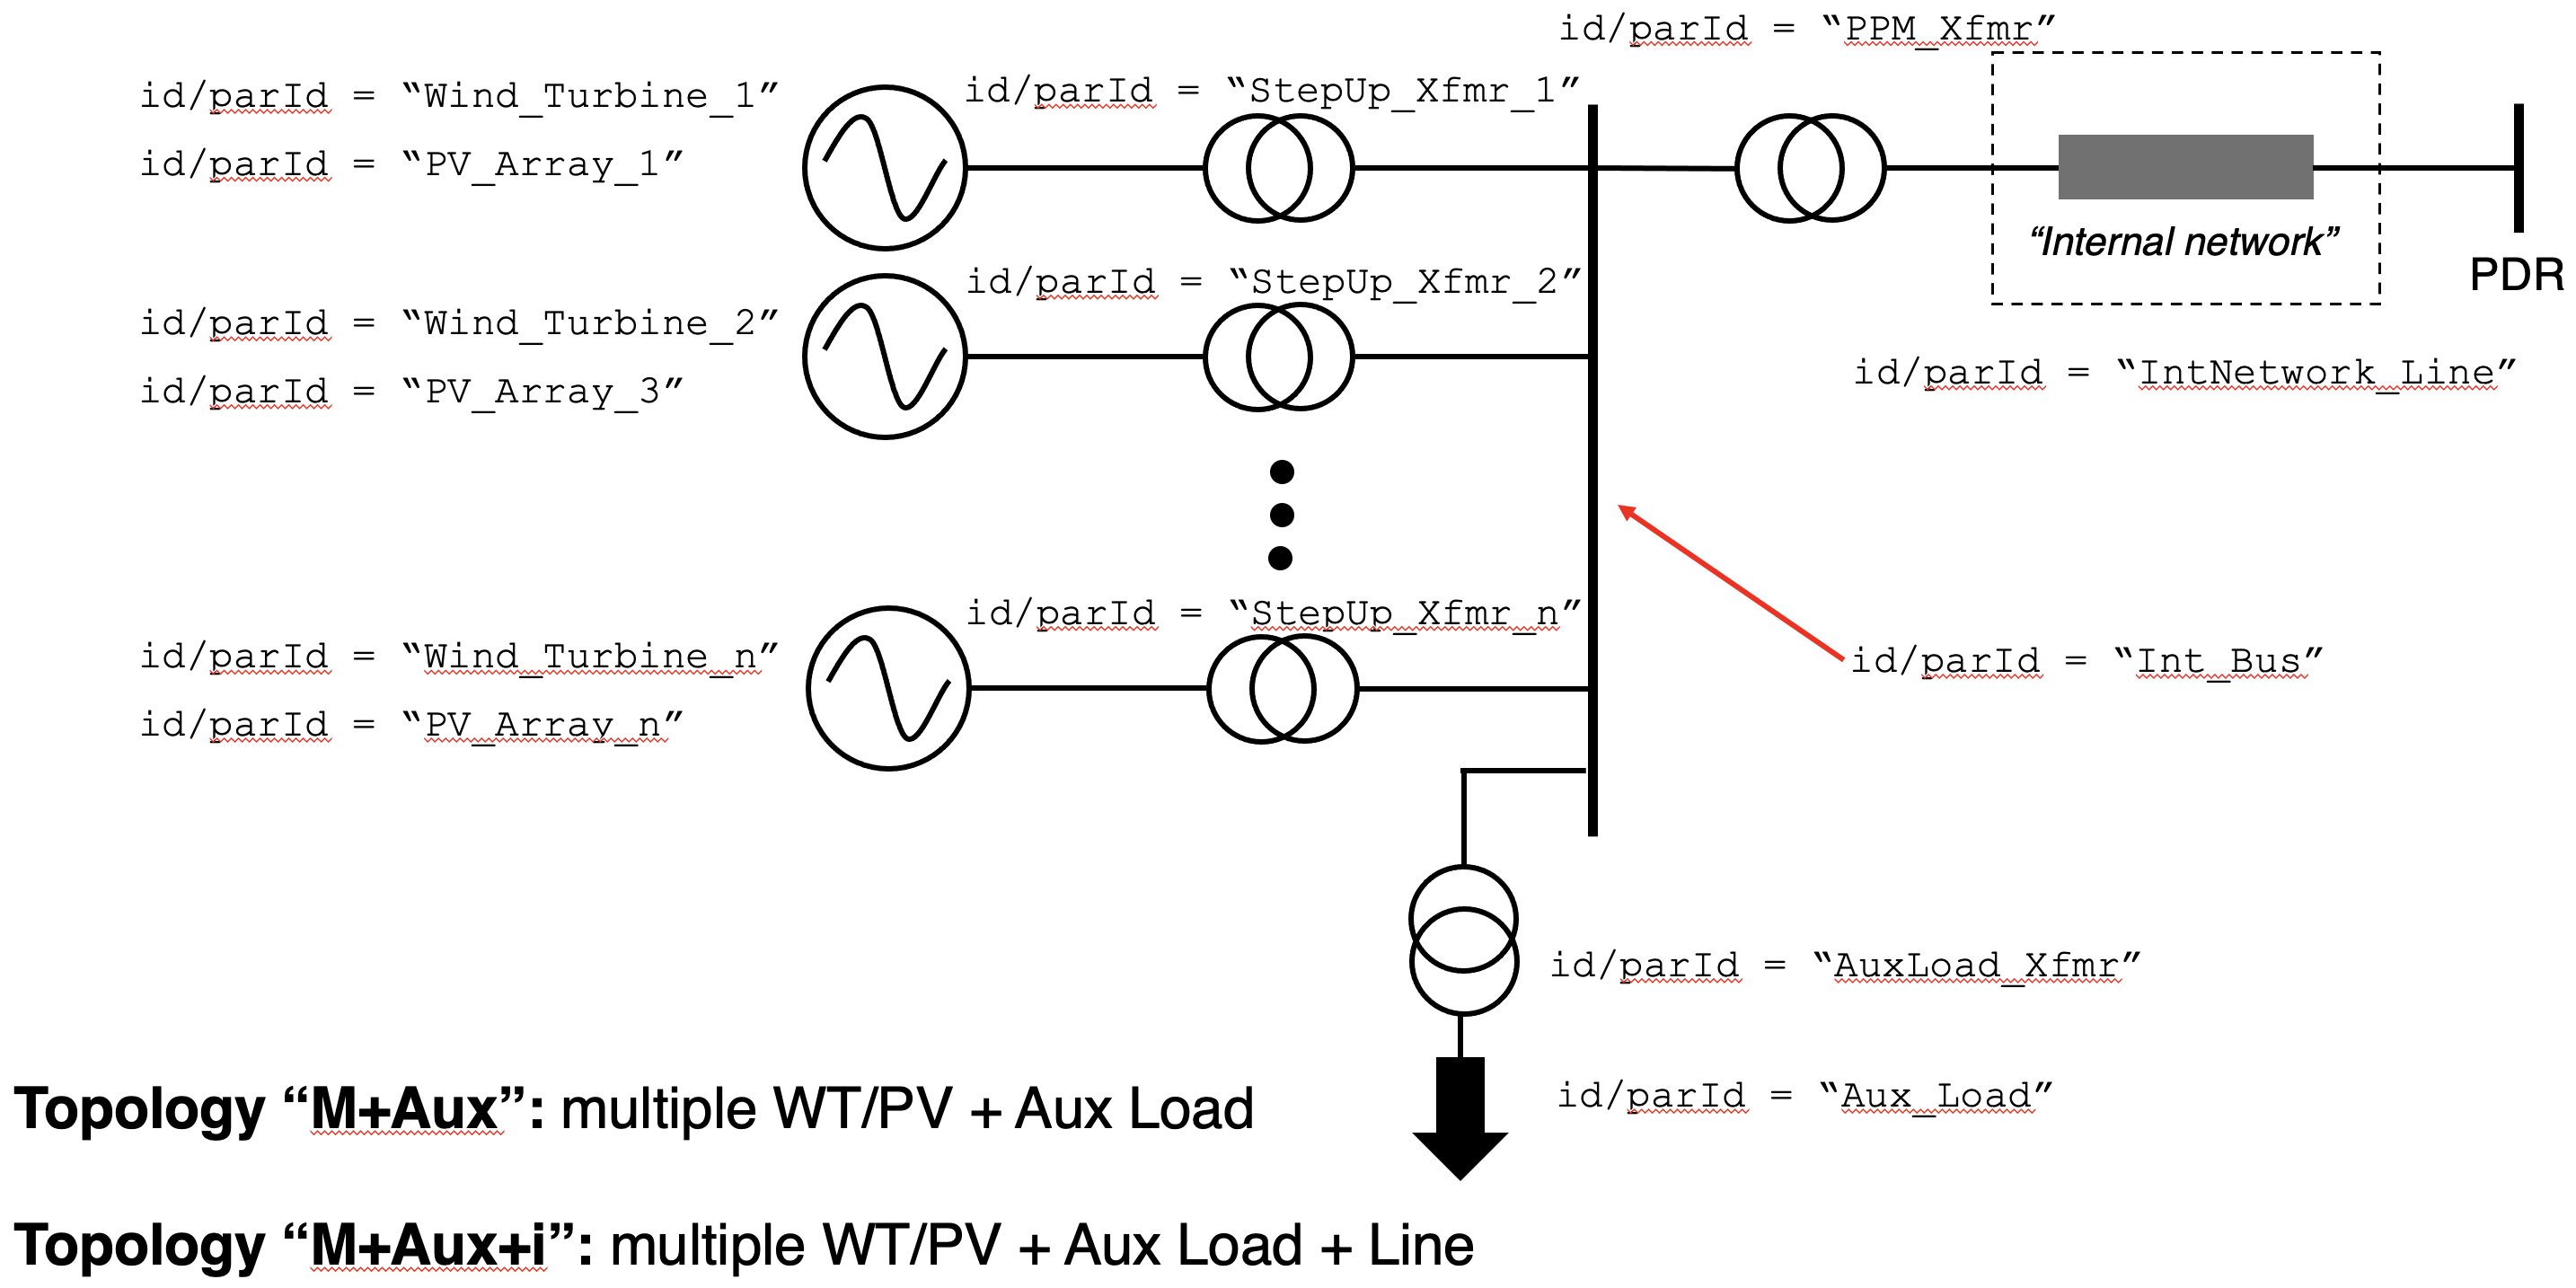 id/parId = “PPM_Xfmr”
id/parId = “Wind_Turbine_1”
id/parId = “StepUp_Xfmr_1”
id/parId = “PV_Array_1”
“Internal network”
PDR
id/parId = “StepUp_Xfmr_2”
id/parId = “Wind_Turbine_2”
id/parId = “IntNetwork_Line”
id/parId = “PV_Array_3”
id/parId = “StepUp_Xfmr_n”
id/parId = “Wind_Turbine_n”
id/parId = “Int_Bus”
id/parId = “PV_Array_n”
id/parId = “AuxLoad_Xfmr”
id/parId = “Aux_Load”
Topology “M+Aux”: multiple WT/PV + Aux Load
Topology “M+Aux+i”: multiple WT/PV + Aux Load + Line